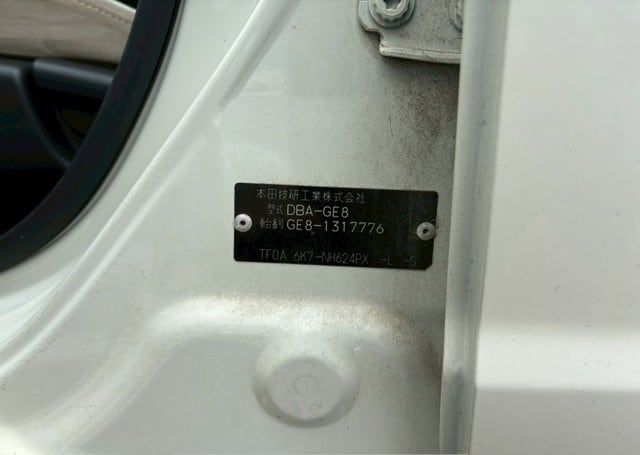 本田技研工業株式会社
型式 DBA-GE8
車台番号 GE8-1317776
TF0A 6K7-NH624PX -L -S